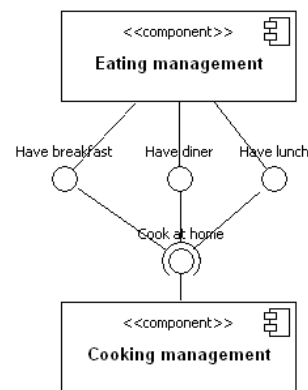 <<component>>
Eating management
Have breakfast Have diner Have lunch
Cook at home
<<component>>
Cooking management